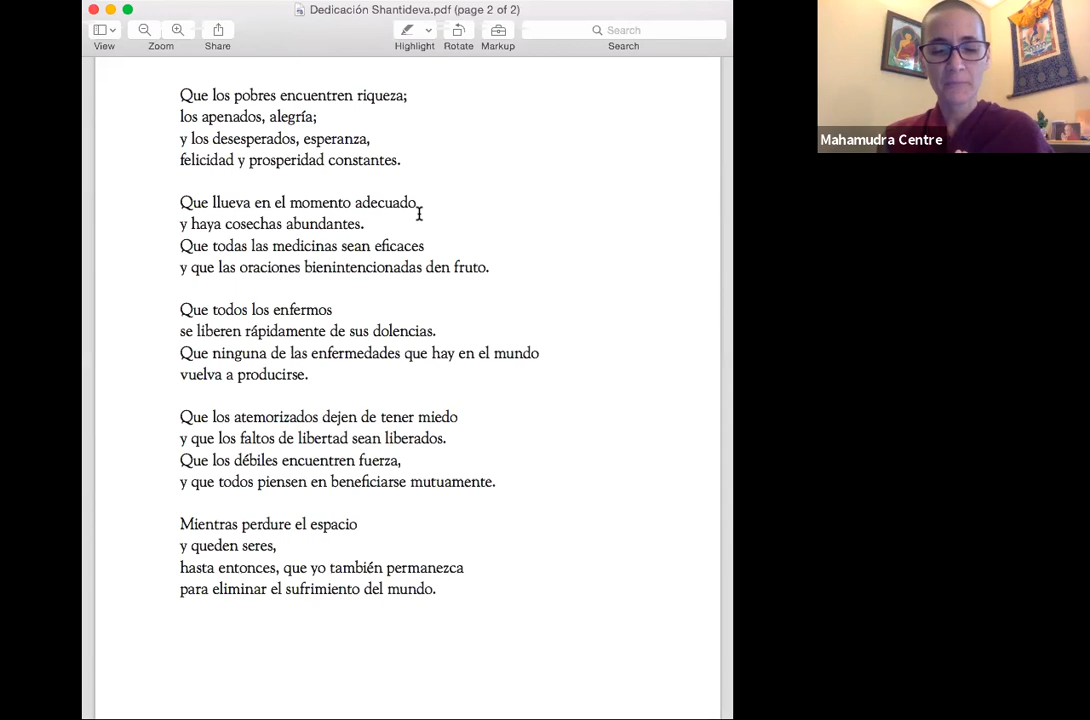 Dedicación Shantideva.pdf (page 2 of 2)
View
Zoom
Share
Highlight
Rotate
Markup
Search
Search
Que los pobres encuentren riqueza;
los apenados, alegría;
y los desesperados, esperanza,
felicidad y prosperidad constantes.
Que llueva en el momento adecuado
y haya cosechas abundantes.
Que todas las medicinas sean eficaces
y que las oraciones bienintencionadas den fruto.
Que todos los enfermos
se liberen rápidamente de sus dolencias.
Que ninguna de las enfermedades que hay en el mundo
vuelva a producirse.
Que los atemorizados dejen de tener miedo
y que los faltos de libertad sean liberados.
Que los débiles encuentren fuerza,
y que todos piensen en beneficiarse mutuamente.
Mientras perdure el espacio
y queden seres,
hasta entonces, que yo también permanezca
para eliminar el sufrimiento del mundo.
Mahamudra Centre